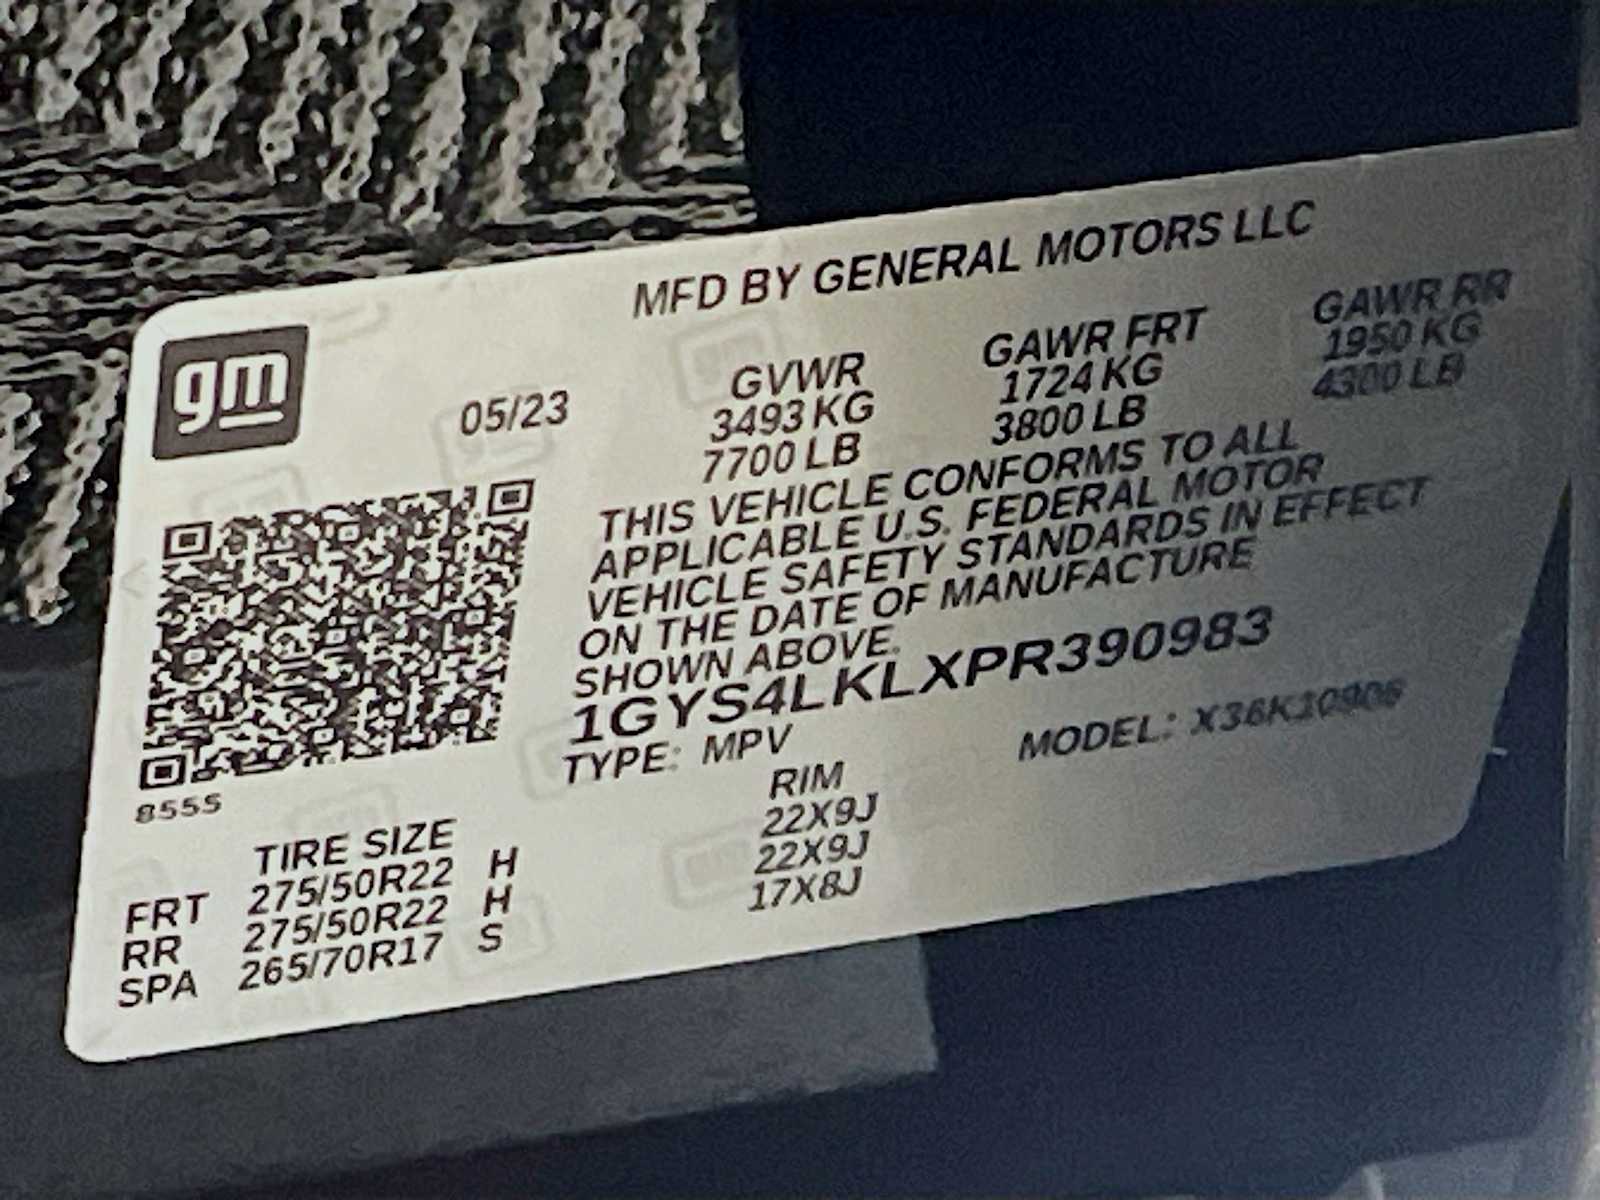 MFD BY GENERAL MOTORS LLC
gm
05/23
GVWR
3493 KG
7700 LB
GAWR FRT
1724 KG
3800 LB
GAWR RR
1950 KG
4300 LB
THIS VEHICLE CONFORMS TO ALL
APPLICABLE U.S. FEDERAL MOTOR
VEHICLE SAFETY STANDARDS IN EFFECT
ON THE DATE OF MANUFACTURE
SHOWN ABOVE.
1GYS4LKLXPR390983
TYPE: MPV
MODEL:
8555
TIRE SIZE RIM
FRT 275/50R22 H 22X9J
RR 275/50R22 H 22X9J
SPA 265/70R17 S 17X8J